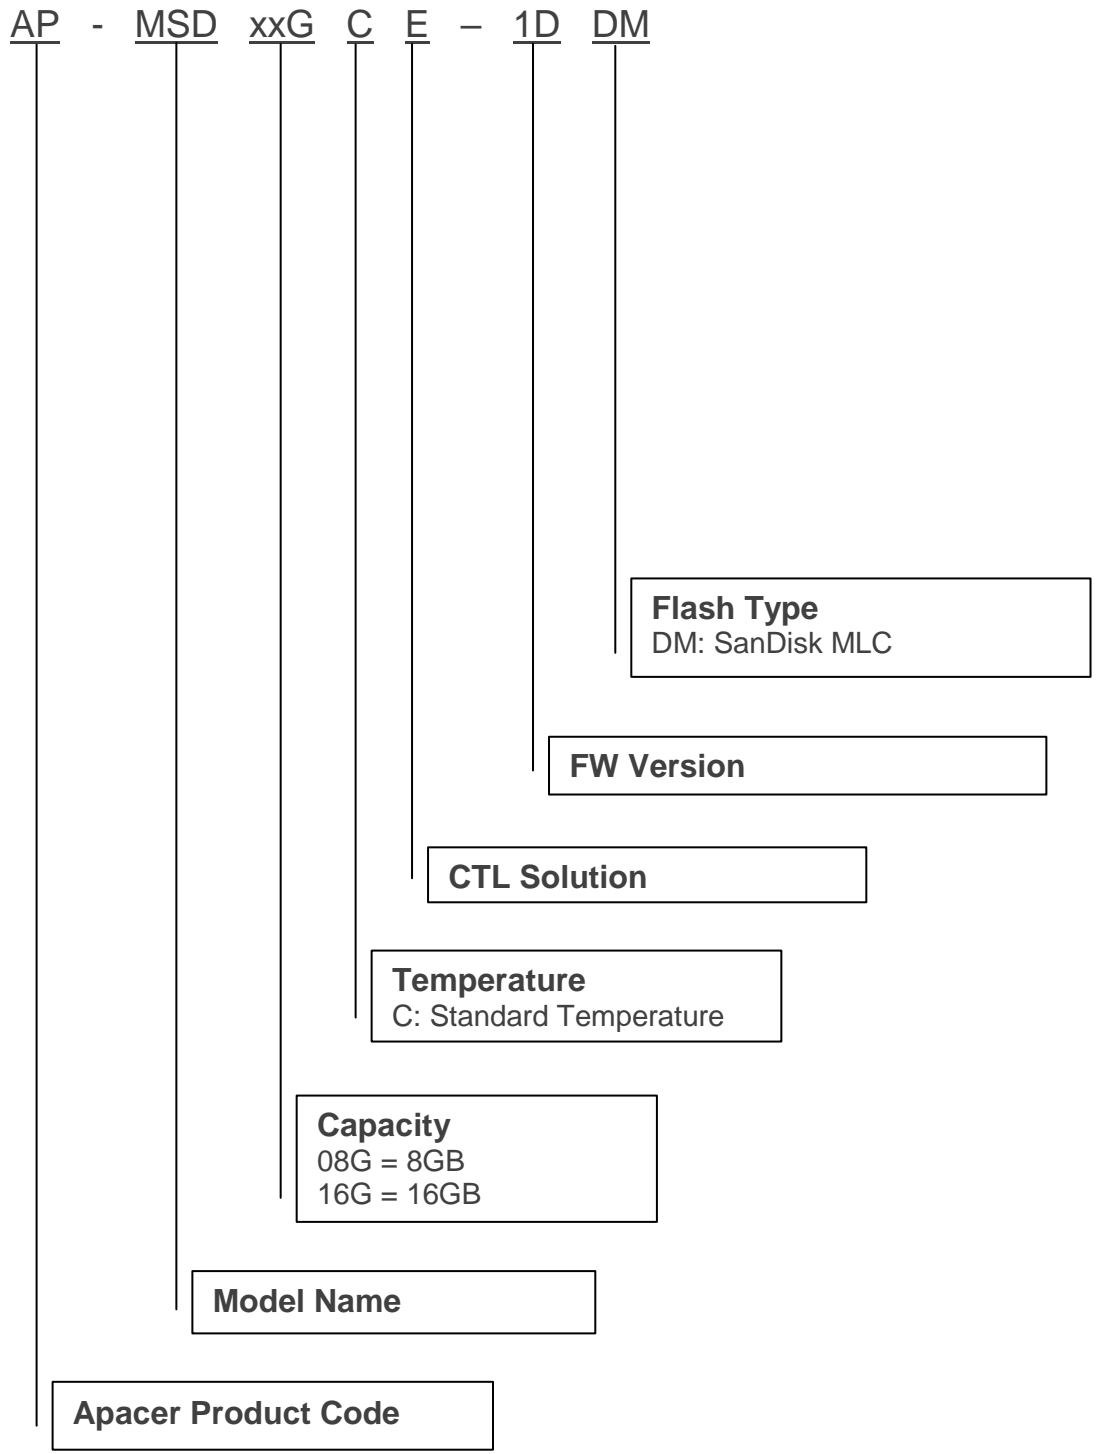 AP - MSD xxG C E – 1D DM
Flash Type
DM: SanDisk MLC
FW Version
CTL Solution
Temperature
C: Standard Temperature
Capacity
08G = 8GB
16G = 16GB
Model Name
Apacer Product Code